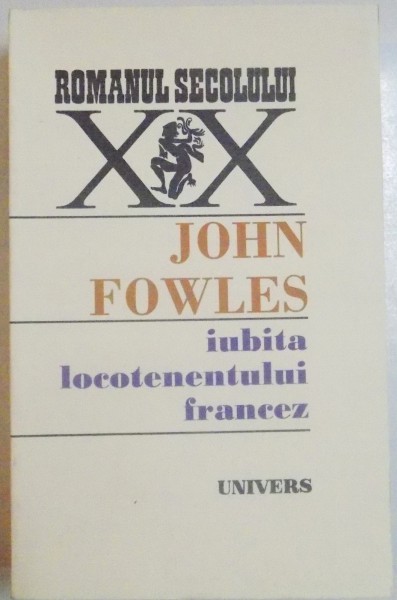 ROMANUL SECOLULUI
XX
JOHN
FOWLES
iubita
locotenentului
francez
UNIVERS